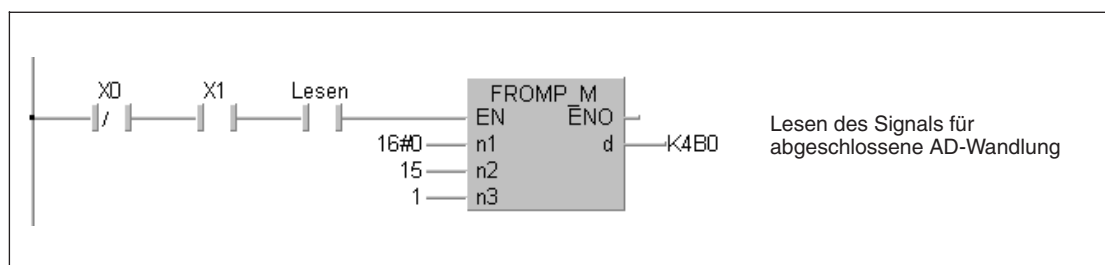 X0 X1 Lesen
/
FROMP_M
EN ENO
16#0 n1 d K4B0
15 n2
1 n3
Lesen des Signals für
abgeschlossene AD-Wandlung